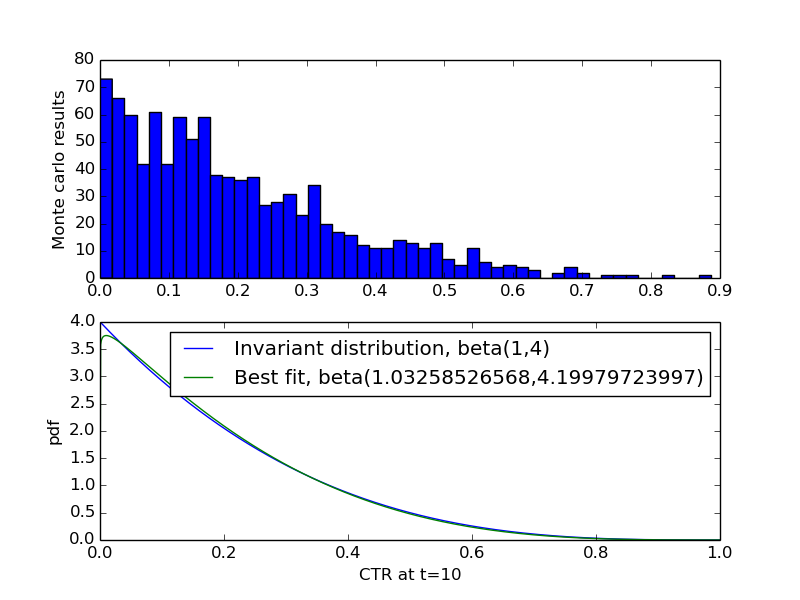 80
70
60
50
40
30
20
10
0
Monte carlo results
0.0 0.1 0.2 0.3 0.4 0.5 0.6 0.7 0.8 0.9
4.0
3.5
3.0
2.5
2.0
1.5
1.0
0.5
0.0
pdf
Invariant distribution, beta(1,4)
Best fit, beta(1.03258526568,4.19979723997)
0.0 0.2 0.4 0.6 0.8 1.0
CTR at t=10